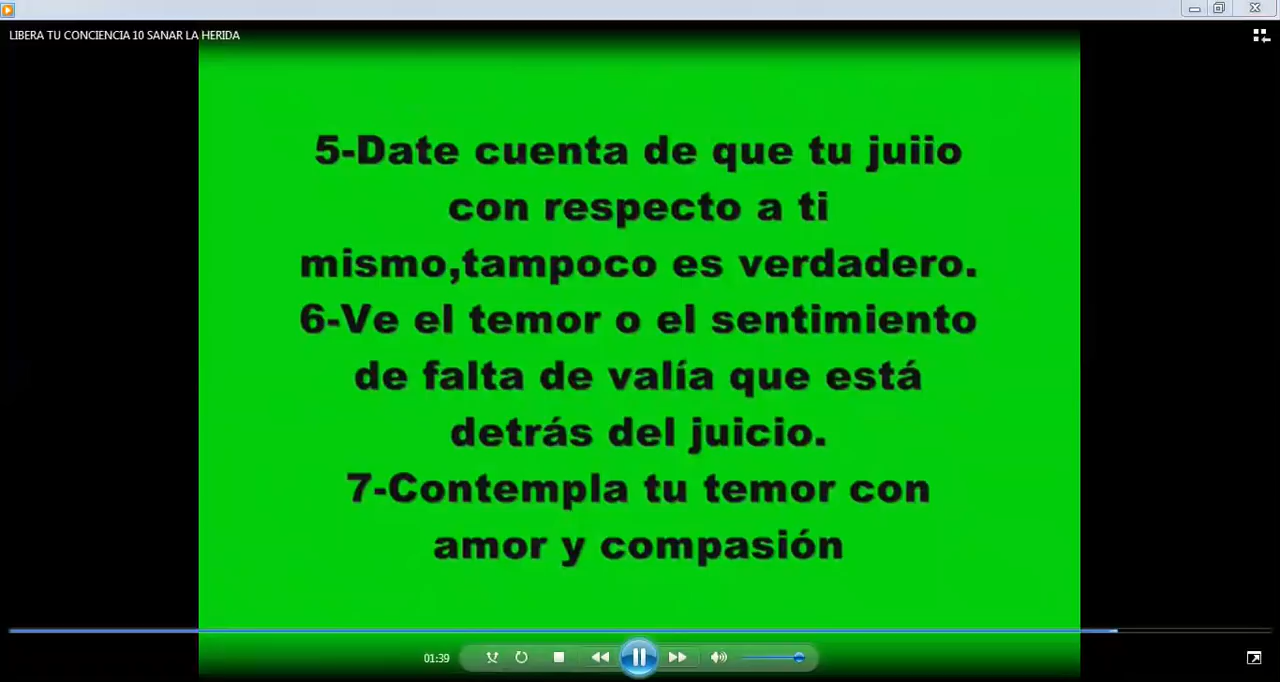 LIBERA TU CONCIENCIA 10 SANAR LA HERIDA
5-Date cuenta de que tu juiio
con respecto a ti
mismo,tampoco es verdadero.
6-Ve el temor o el sentimiento
de falta de valía que está
detrás del juicio.
7-Contempla tu temor con
amor y compasión
01:39